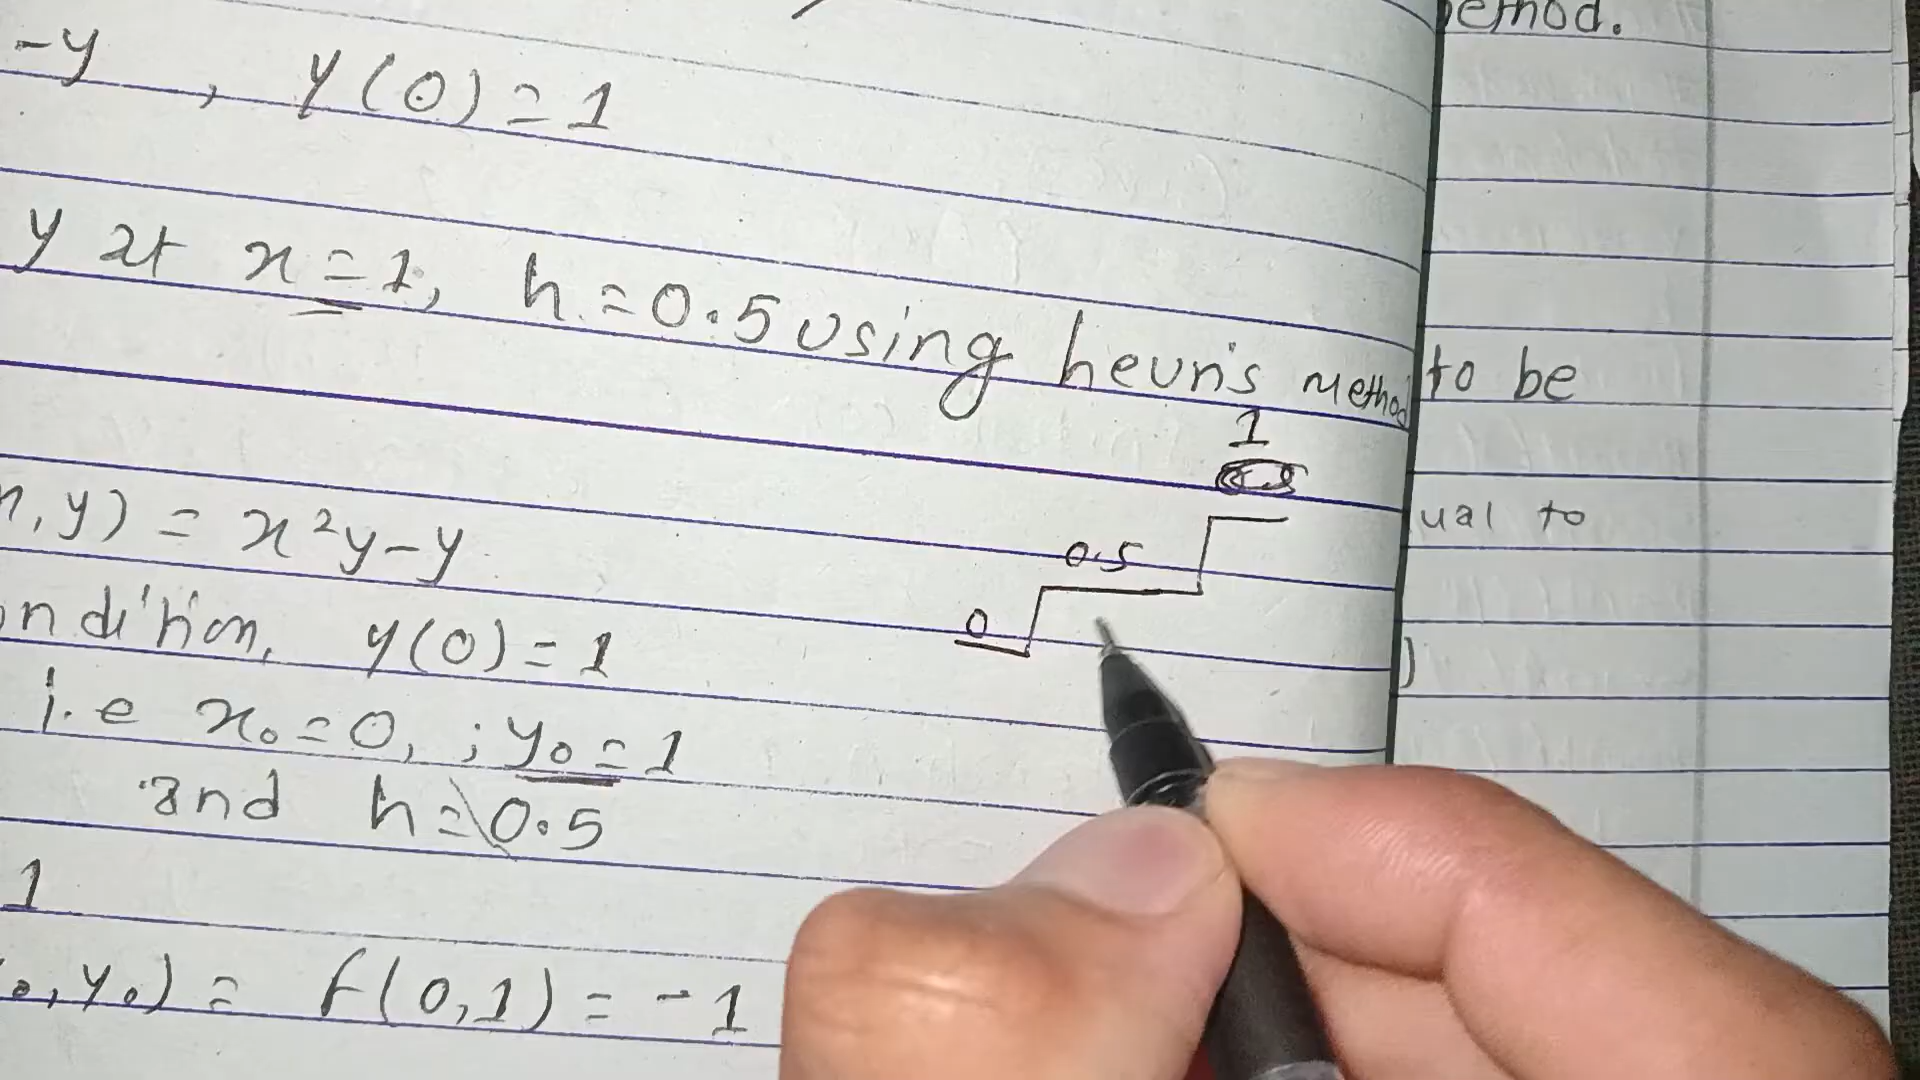 ethod.
-y , y(0)=1
y at x=1, h=0.5 using heun's method
to be
1
x,y) = x²y-y
0.5
ual to
ndition, y(0)=1
0
)
i.e x₀=0, ; y₀=1
and h=0.5
1
₀,y₀) = f(0,1) = -1